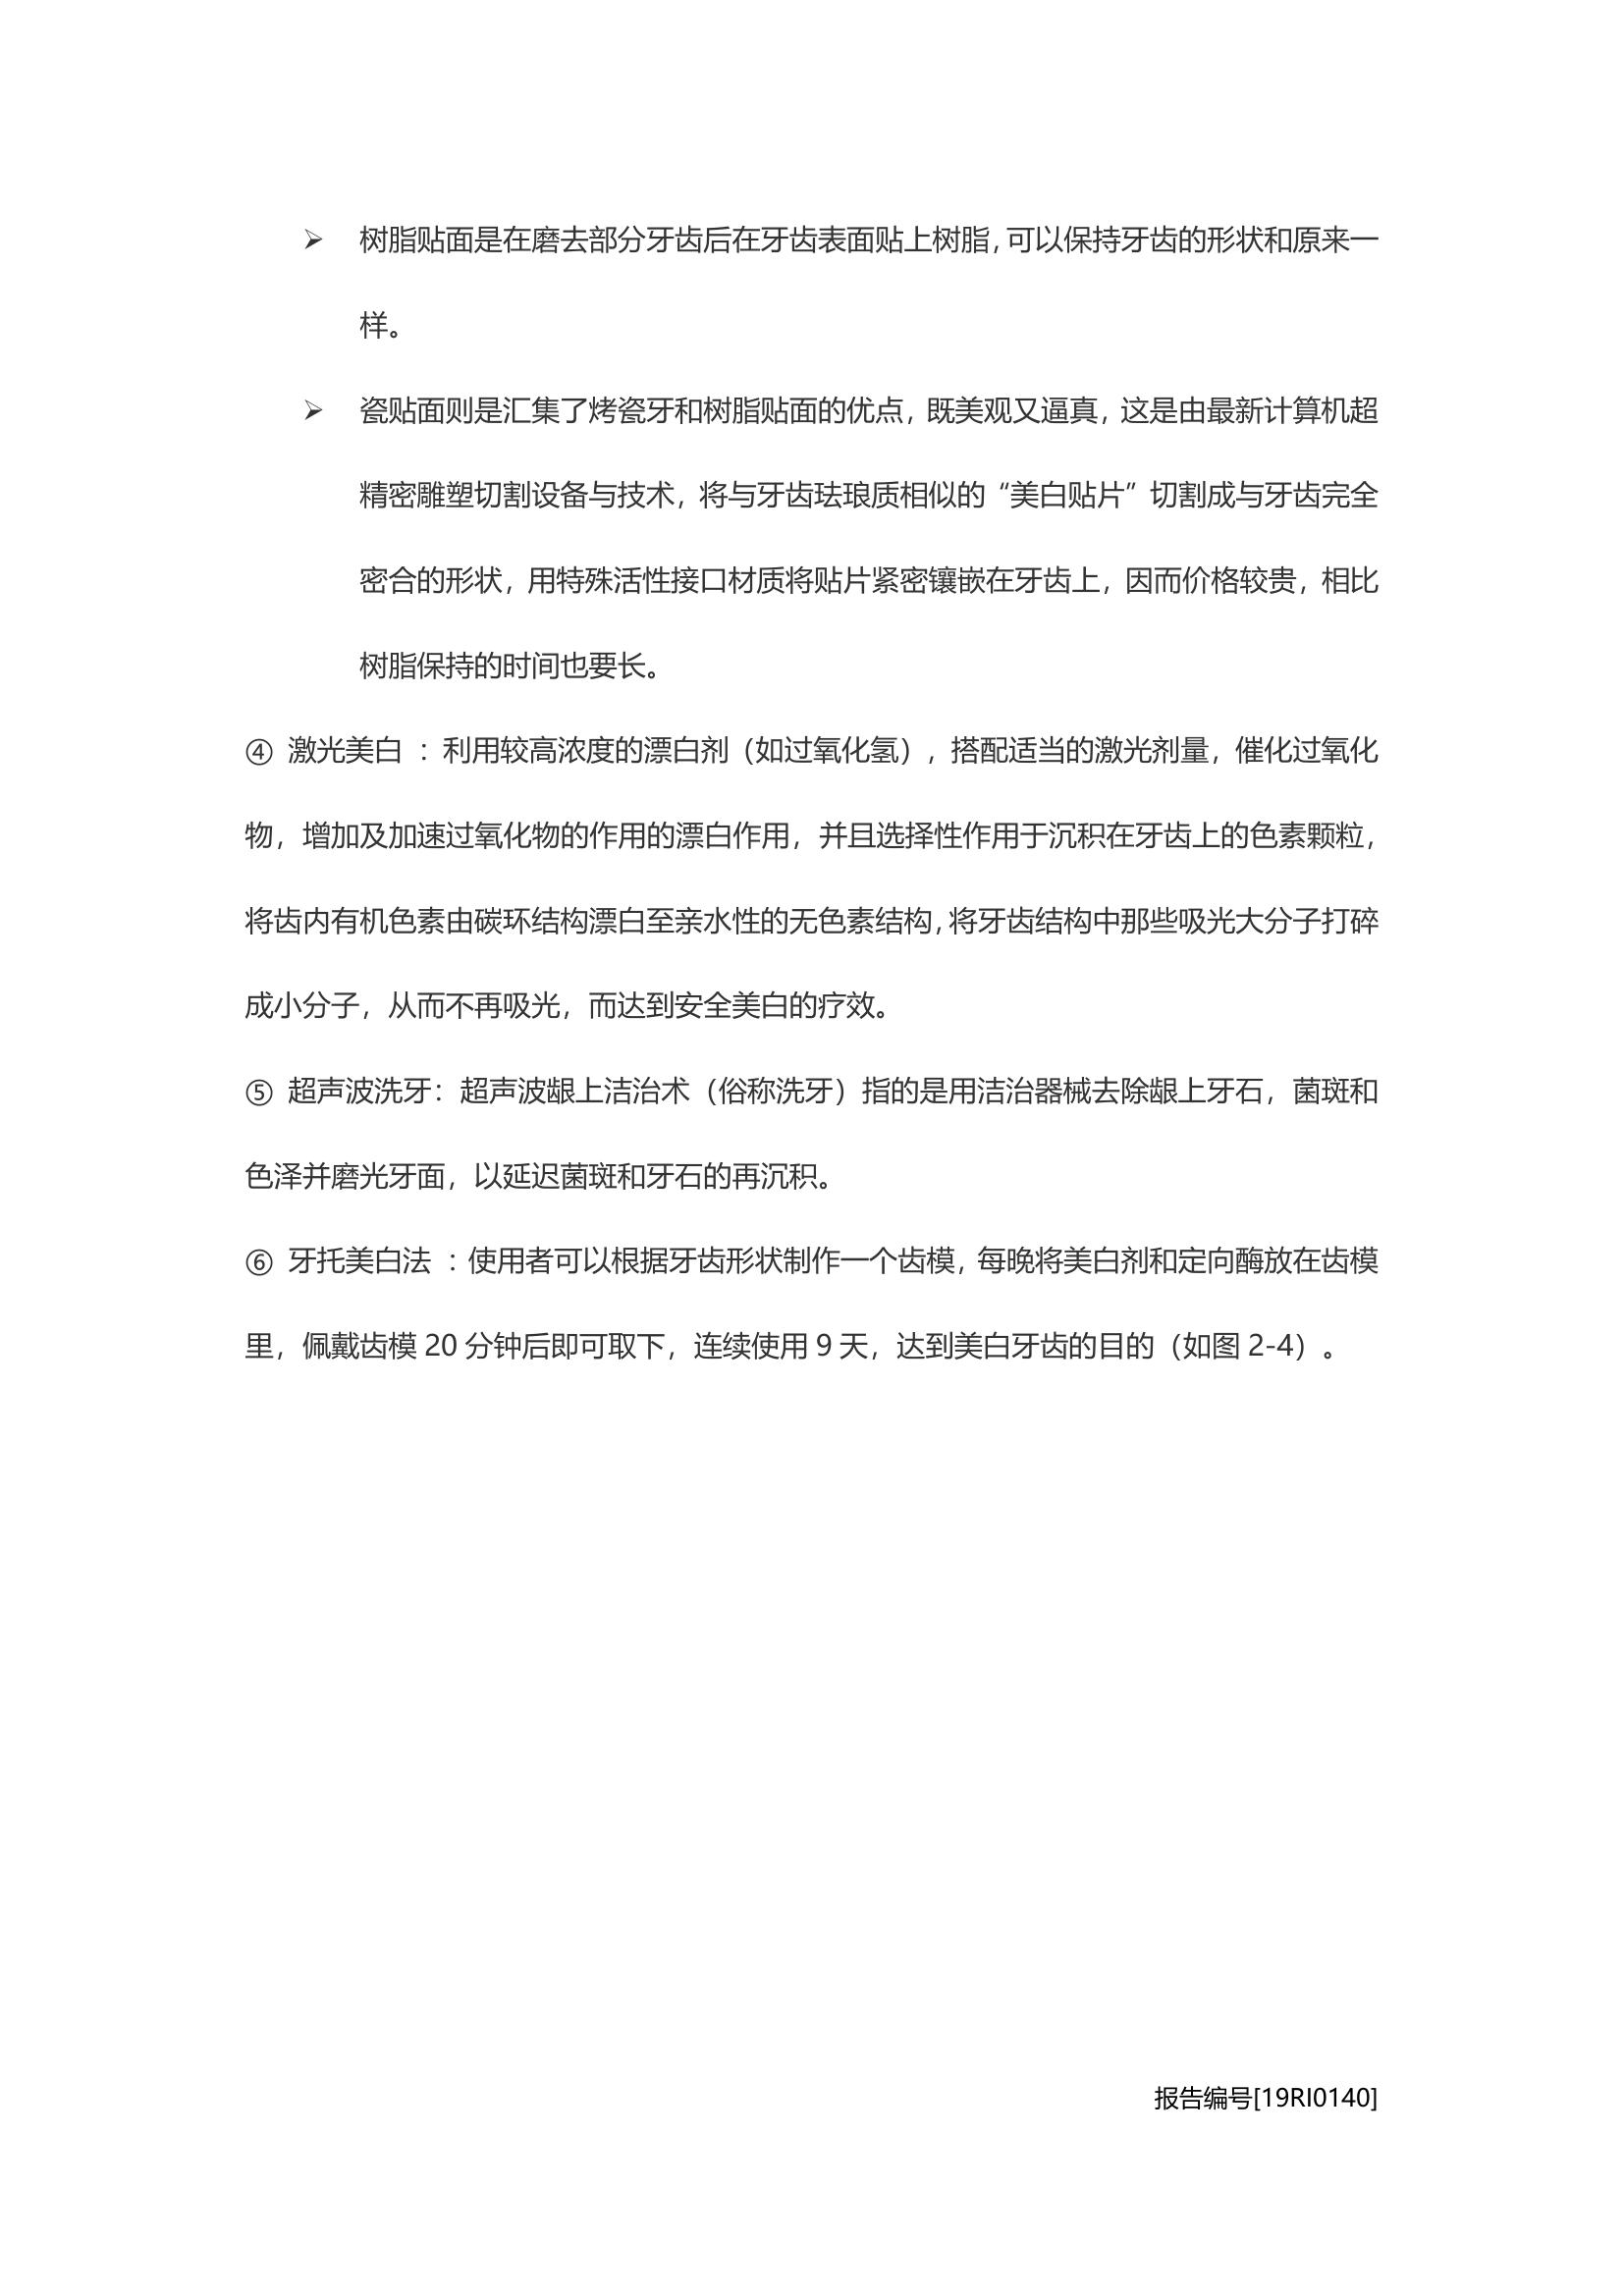 ➢ 树脂贴面是在磨去部分牙齿后在牙齿表面贴上树脂，可以保持牙齿的形状和原来一
样。
➢ 瓷贴面则是汇集了烤瓷牙和树脂贴面的优点，既美观又逼真，这是由最新计算机超
精密雕塑切割设备与技术，将与牙齿珐琅质相似的“美白贴片”切割成与牙齿完全
密合的形状，用特殊活性接口材质将贴片紧密镶嵌在牙齿上，因而价格较贵，相比
树脂保持的时间也要长。
④ 激光美白 ：利用较高浓度的漂白剂（如过氧化氢），搭配适当的激光剂量，催化过氧化
物，增加及加速过氧化物的作用的漂白作用，并且选择性作用于沉积在牙齿上的色素颗粒，
将齿内有机色素由碳环结构漂白至亲水性的无色素结构，将牙齿结构中那些吸光大分子打碎
成小分子，从而不再吸光，而达到安全美白的疗效。
⑤ 超声波洗牙：超声波龈上洁治术（俗称洗牙）指的是用洁治器械去除龈上牙石，菌斑和
色泽并磨光牙面，以延迟菌斑和牙石的再沉积。
⑥ 牙托美白法 ：使用者可以根据牙齿形状制作一个齿模，每晚将美白剂和定向酶放在齿模
里，佩戴齿模 20 分钟后即可取下，连续使用 9 天，达到美白牙齿的目的（如图 2-4）。
报告编号[19RI0140]